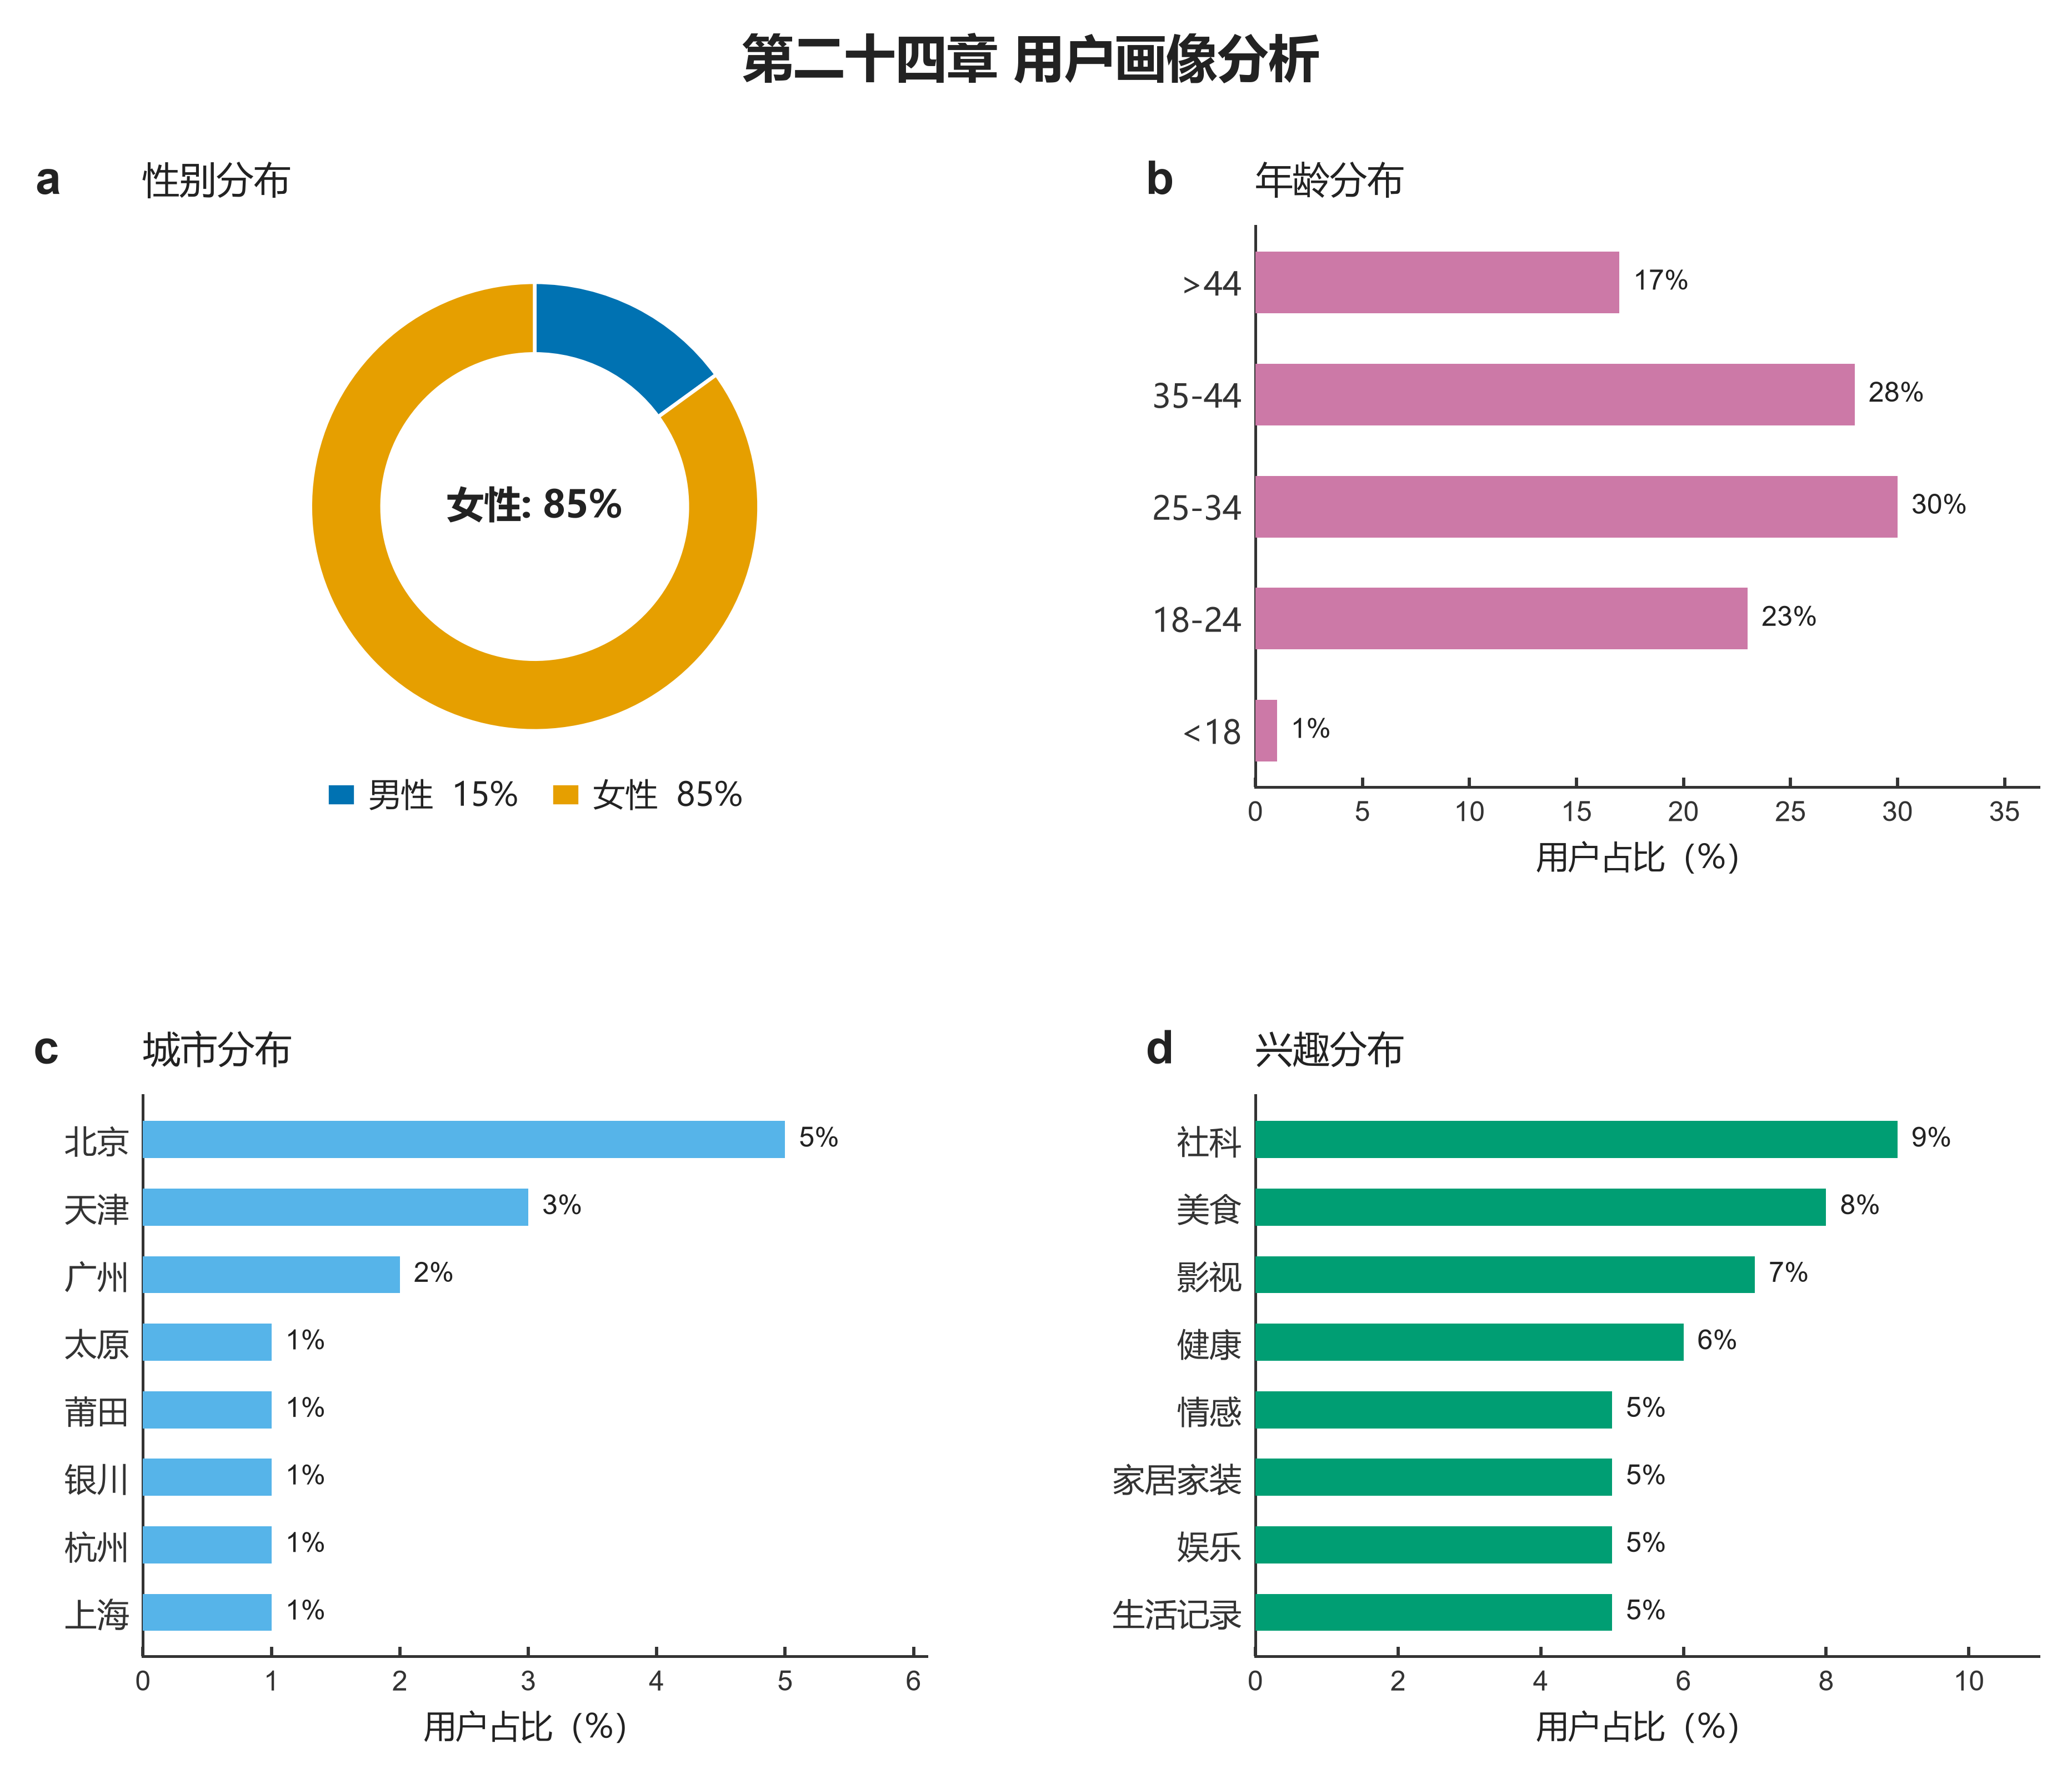 第二十四章 用户画像分析
a 性别分布
女性: 85%
男性 15% 女性 85%
b 年龄分布
>44 17%
35-44 28%
25-34 30%
18-24 23%
<18 1%
0 5 10 15 20 25 30 35
用户占比（%）
c 城市分布
北京 5%
天津 3%
广州 2%
太原 1%
莆田 1%
银川 1%
杭州 1%
上海 1%
0 1 2 3 4 5 6
用户占比（%）
d 兴趣分布
社科 9%
美食 8%
影视 7%
健康 6%
情感 5%
家居家装 5%
娱乐 5%
生活记录 5%
0 2 4 6 8 10
用户占比（%）